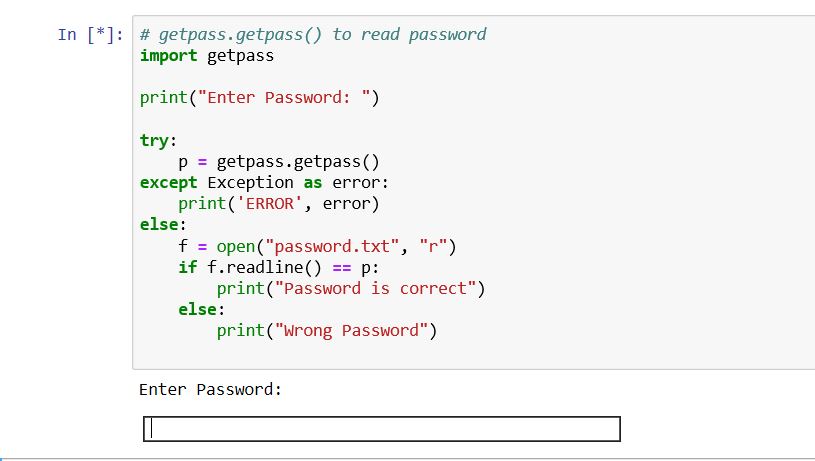 In [*]: # getpass.getpass() to read password
import getpass
print("Enter Password: ")
try:
    p = getpass.getpass()
except Exception as error:
    print('ERROR', error)
else:
    f = open("password.txt", "r")
    if f.readline() == p:
        print("Password is correct")
    else:
        print("Wrong Password")
Enter Password: